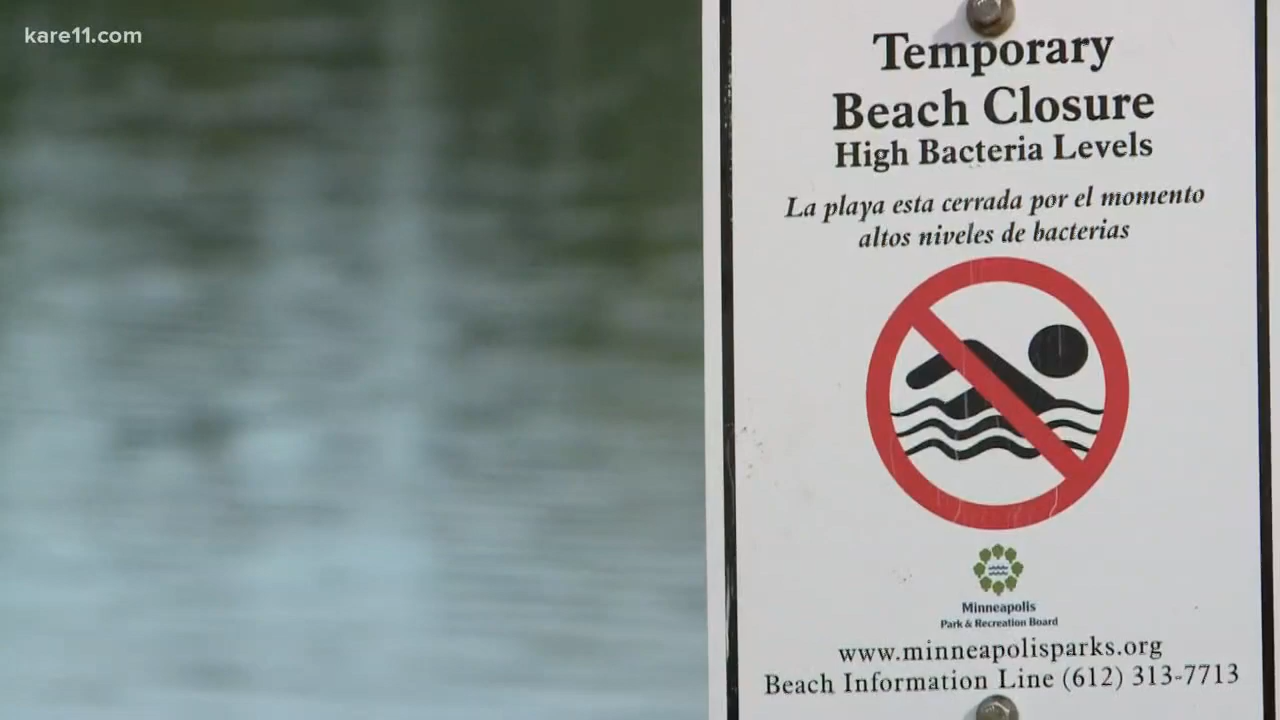 kare11.com
Temporary
Beach Closure
High Bacteria Levels
La playa esta cerrada por el momento
altos niveles de bacterias
Minneapolis
Park & Recreation Board
www.minneapolisparks.org
Beach Information Line (612) 313-7713